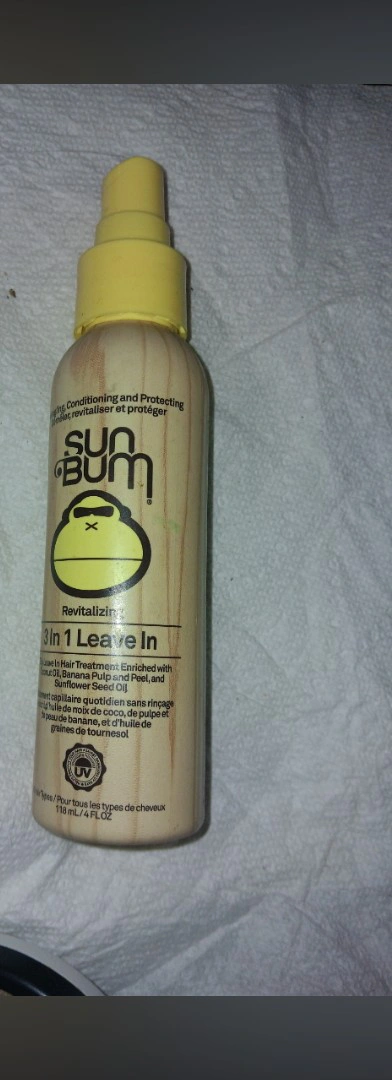 Conditioning and Protecting
revitaliser et protéger
SUN
BUM
®
Revitalizing
3 in 1 Leave In
Leave In Hair Treatment Enriched with
Oil, Banana Pulp and Peel, and
Sunflower Seed Oil
capillaire quotidien sans rinçage
huile de noix de coco, de pulpe et
peau de banane, et d'huile de
graines de tournesol
UV
Types / Pour tous les types de cheveux
118 mL / 4 FL OZ